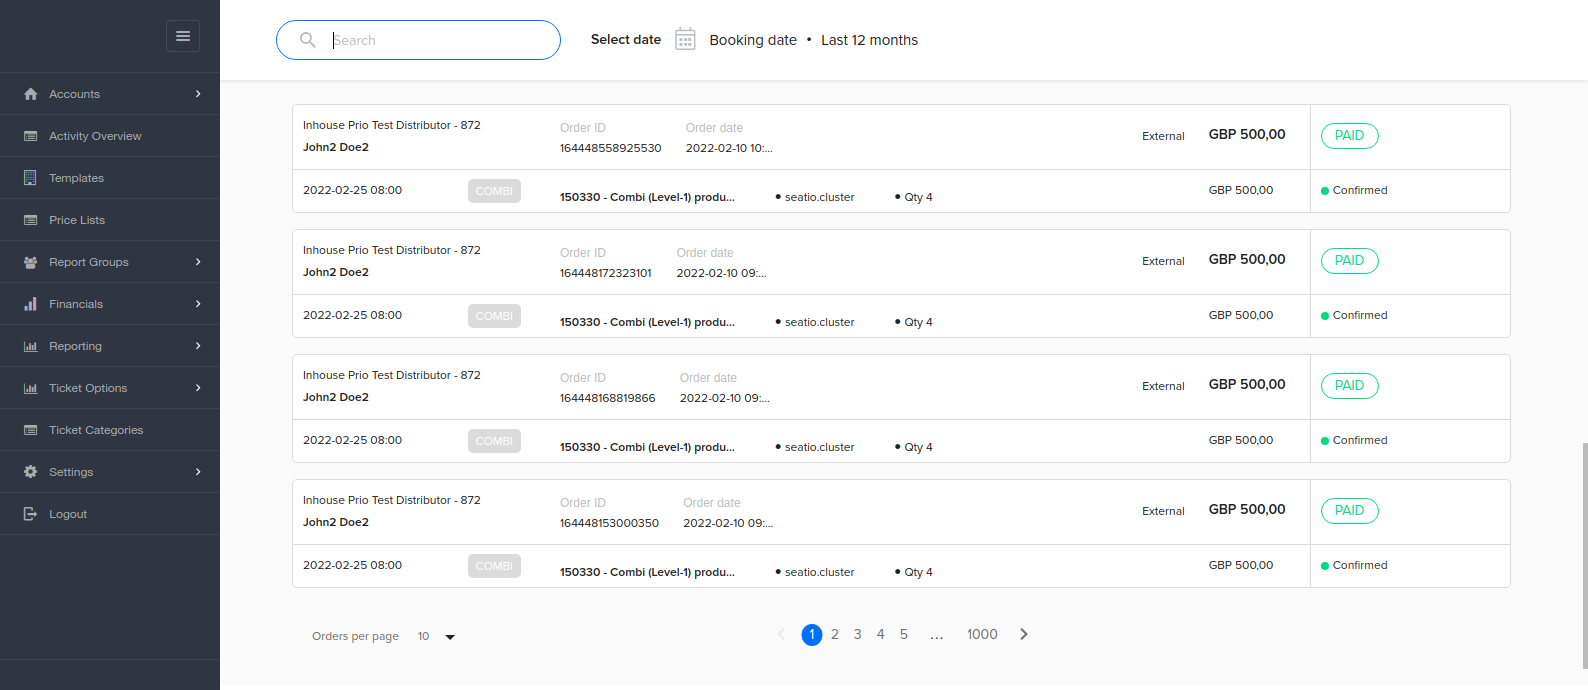 Search
Select date
Booking date • Last 12 months
Accounts
Activity Overview
Templates
Price Lists
Report Groups
Financials
Reporting
Ticket Options
Ticket Categories
Settings
Logout
Inhouse Prio Test Distributor - 872
John2 Doe2
Order ID
164448558925530
Order date
2022-02-10 10:...
External
GBP 500,00
PAID
2022-02-25 08:00
COMBI
150330 - Combi (Level-1) produ...
• seatio.cluster
• Qty 4
GBP 500,00
Confirmed
Inhouse Prio Test Distributor - 872
John2 Doe2
Order ID
164448172323101
Order date
2022-02-10 09:...
External
GBP 500,00
PAID
2022-02-25 08:00
COMBI
150330 - Combi (Level-1) produ...
• seatio.cluster
• Qty 4
GBP 500,00
Confirmed
Inhouse Prio Test Distributor - 872
John2 Doe2
Order ID
164448168819866
Order date
2022-02-10 09:...
External
GBP 500,00
PAID
2022-02-25 08:00
COMBI
150330 - Combi (Level-1) produ...
• seatio.cluster
• Qty 4
GBP 500,00
Confirmed
Inhouse Prio Test Distributor - 872
John2 Doe2
Order ID
164448153000350
Order date
2022-02-10 09:...
External
GBP 500,00
PAID
2022-02-25 08:00
COMBI
150330 - Combi (Level-1) produ...
• seatio.cluster
• Qty 4
GBP 500,00
Confirmed
Orders per page 10
1 2 3 4 5 ... 1000